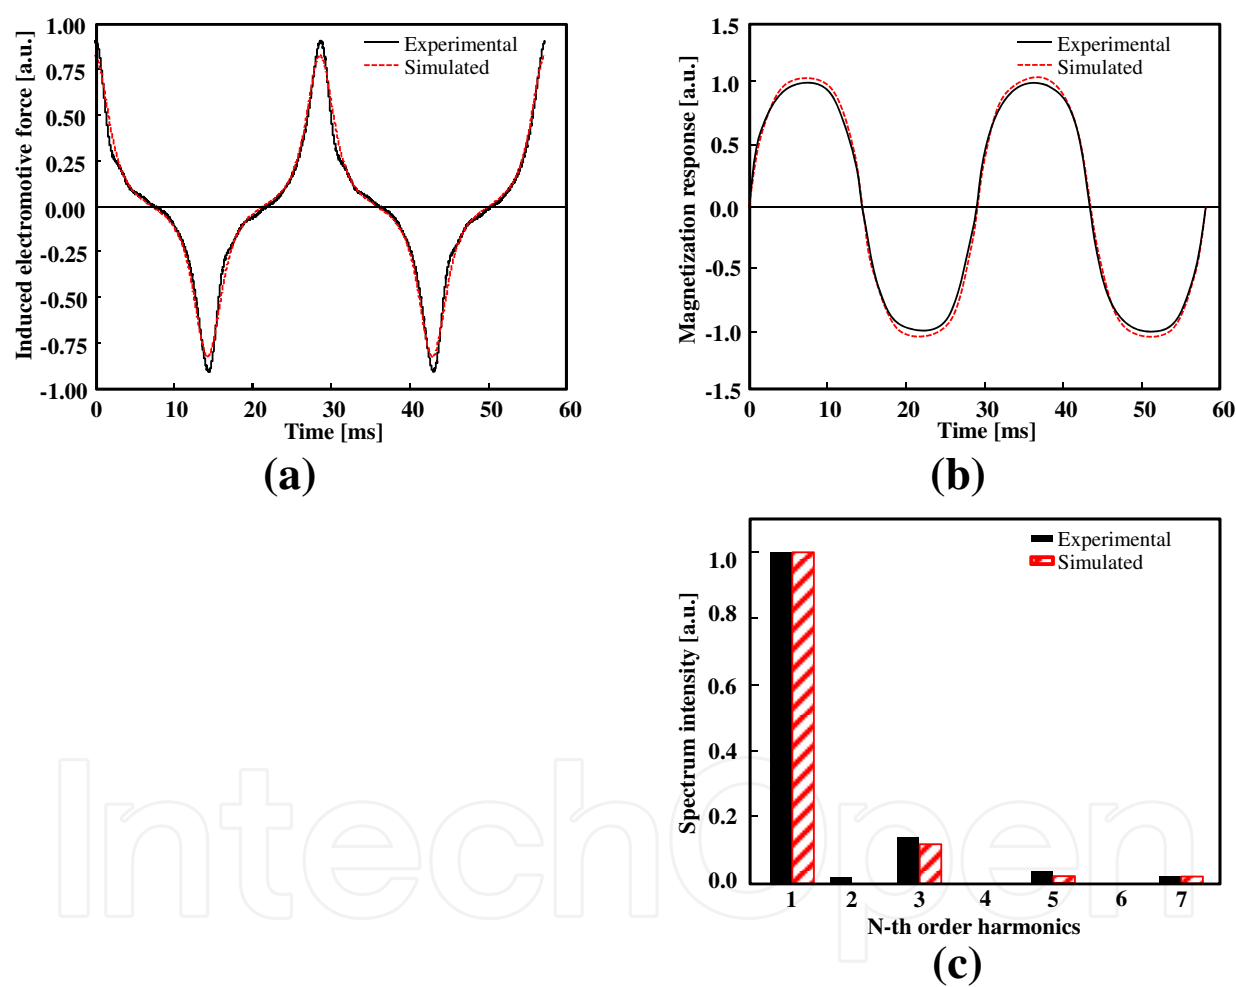 1.00
0.75
0.50
0.25
0.00
-0.25
-0.50
-0.75
-1.00
Induced electromotive force [a.u.]
Experimental
Simulated
0 10 20 30 40 50 60
Time [ms]
(a)
1.5
1.0
0.5
0.0
-0.5
-1.0
-1.5
Magnetization response [a.u.]
Experimental
Simulated
0 10 20 30 40 50 60
Time [ms]
(b)
1.0
0.8
0.6
0.4
0.2
0.0
Spectrum intensity [a.u.]
Experimental
Simulated
1 2 3 4 5 6 7
N-th order harmonics
(c)
IntechOpen